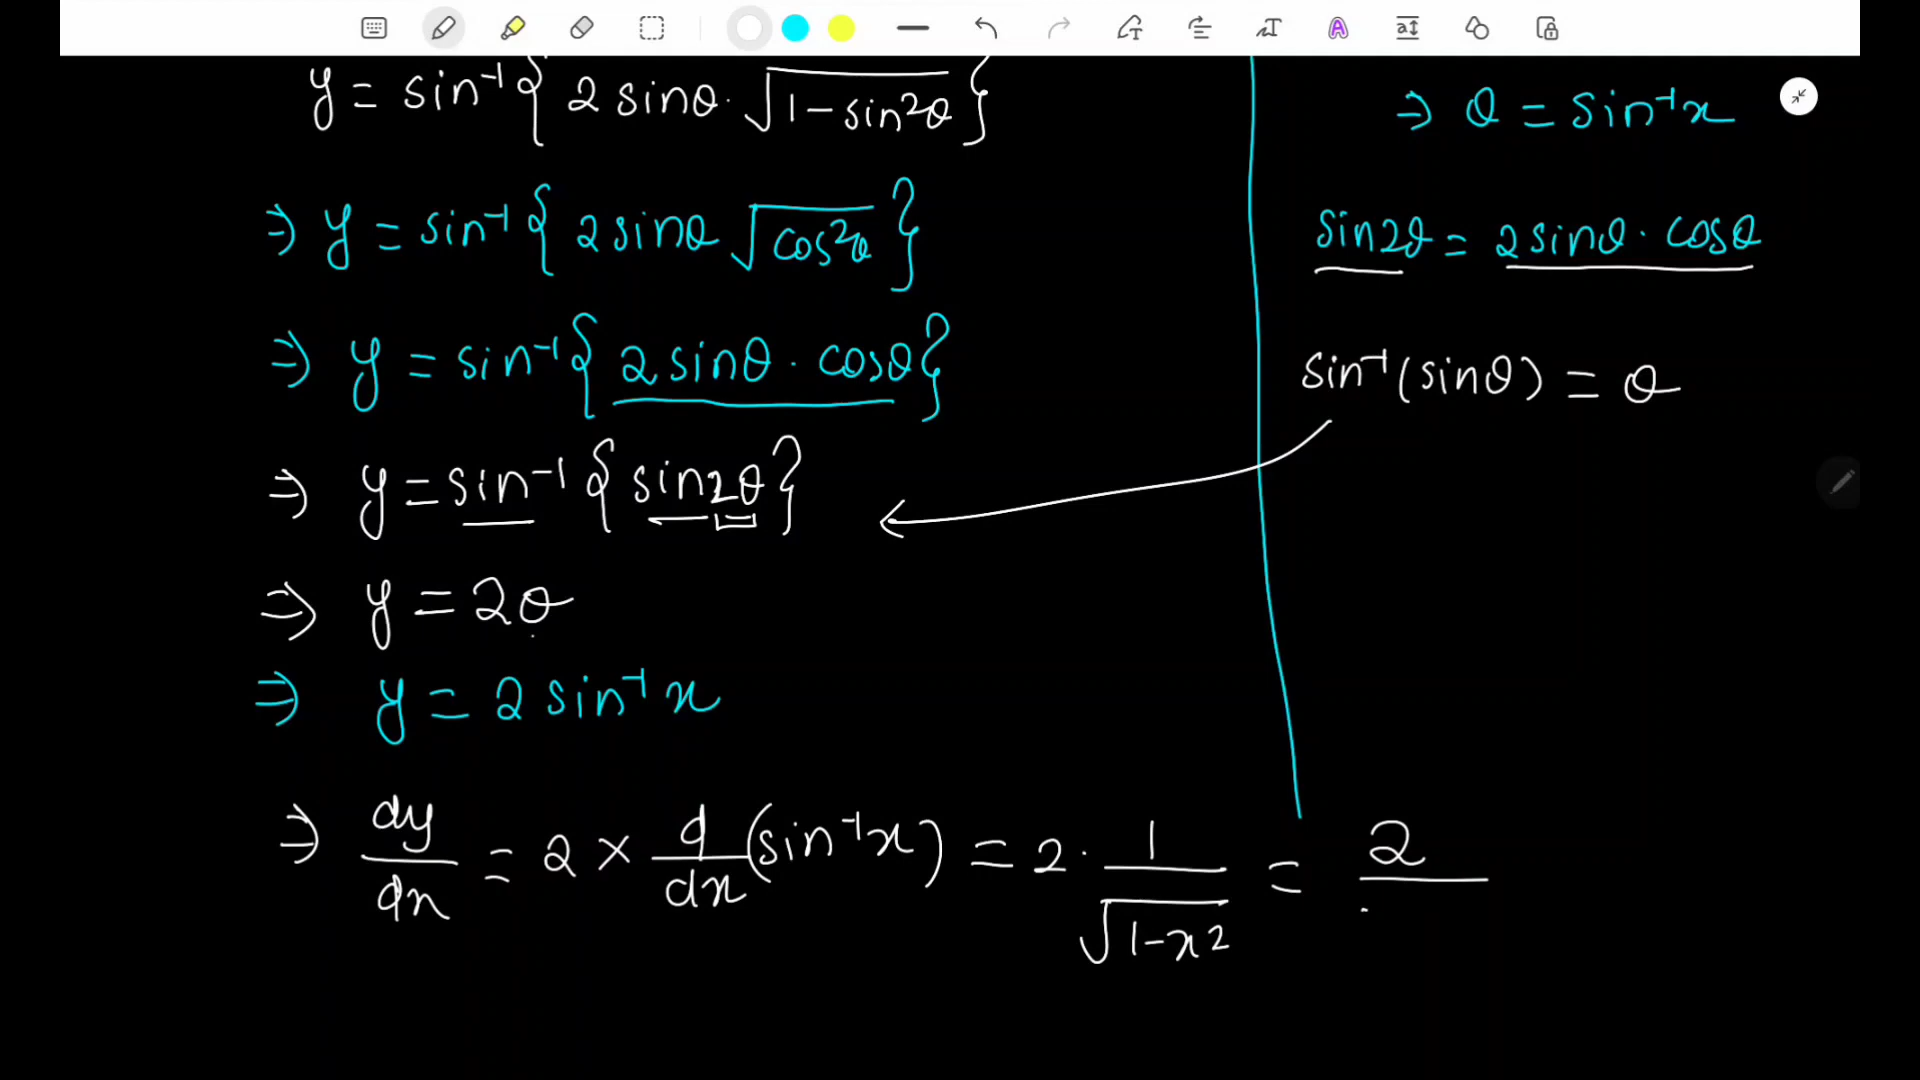 y = sin⁻¹{ 2 sinθ · √(1 − sin²θ) }
⇒ θ = sin⁻¹x
⇒ y = sin⁻¹{ 2 sinθ √(cos²θ) }
sin2θ = 2 sinθ · cosθ
⇒ y = sin⁻¹{ 2 sinθ · cosθ }
sin⁻¹(sinθ) = θ
⇒ y = sin⁻¹{ sin2θ }
⇒ y = 2θ
⇒ y = 2 sin⁻¹x
⇒ dy/dx = 2 × d/dx (sin⁻¹x) = 2 · 1/√(1−x²) = 2/